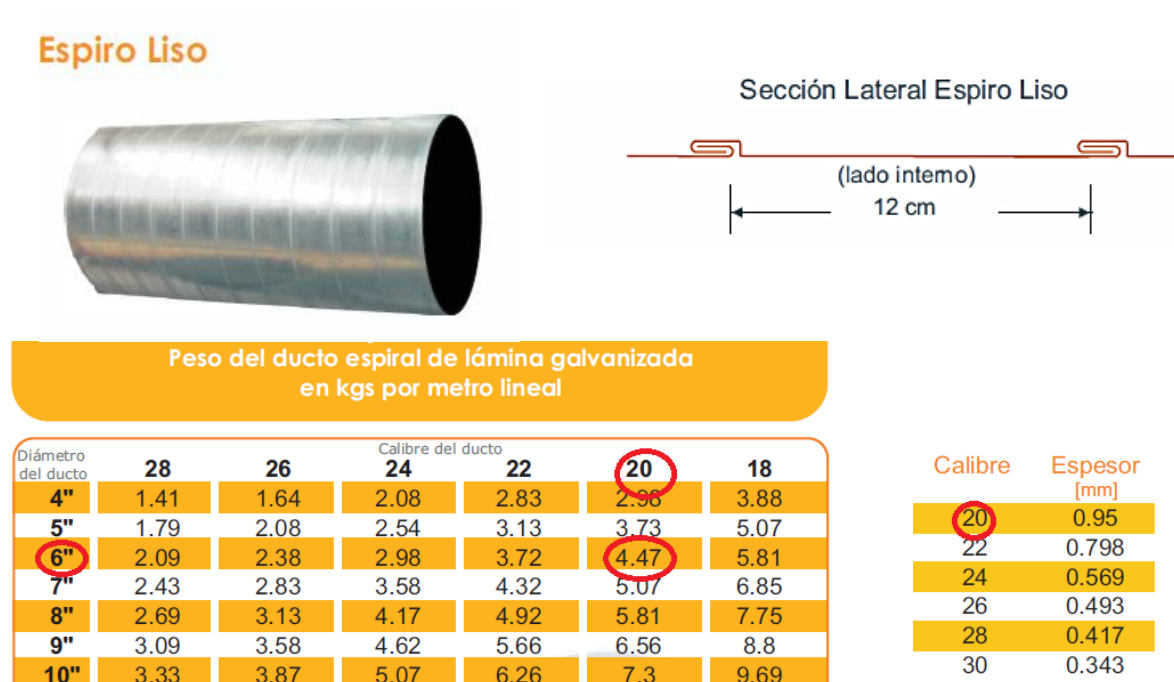 Espiro Liso
Sección Lateral Espiro Liso
(lado interno)
12 cm
Peso del ducto espiral de lámina galvanizada
en kgs por metro lineal
Diámetro
del ducto
Calibre del ducto
28 26 24 22 20 18
4" 1.41 1.64 2.08 2.83 2.98 3.88
5" 1.79 2.08 2.54 3.13 3.73 5.07
6" 2.09 2.38 2.98 3.72 4.47 5.81
7" 2.43 2.83 3.58 4.32 5.07 6.85
8" 2.69 3.13 4.17 4.92 5.81 7.75
9" 3.09 3.58 4.62 5.66 6.56 8.8
10" 3.33 3.87 5.07 6.26 7.3 9.69
Calibre Espesor
[mm]
20 0.95
22 0.798
24 0.569
26 0.493
28 0.417
30 0.343